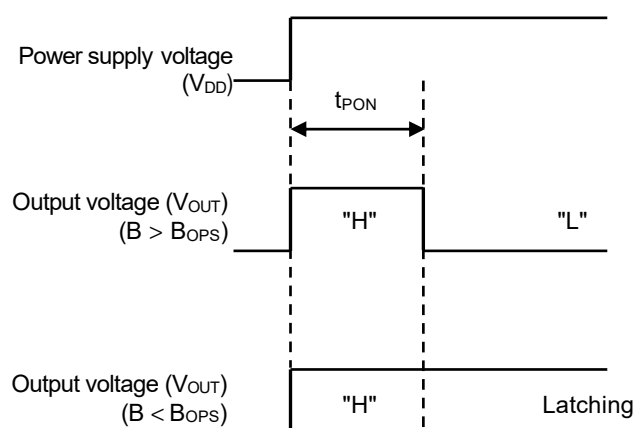 Power supply voltage
(VDD)
tPON
Output voltage (VOUT)
(B > BOPS)
"H"
"L"
Output voltage (VOUT)
(B < BOPS)
"H"
Latching